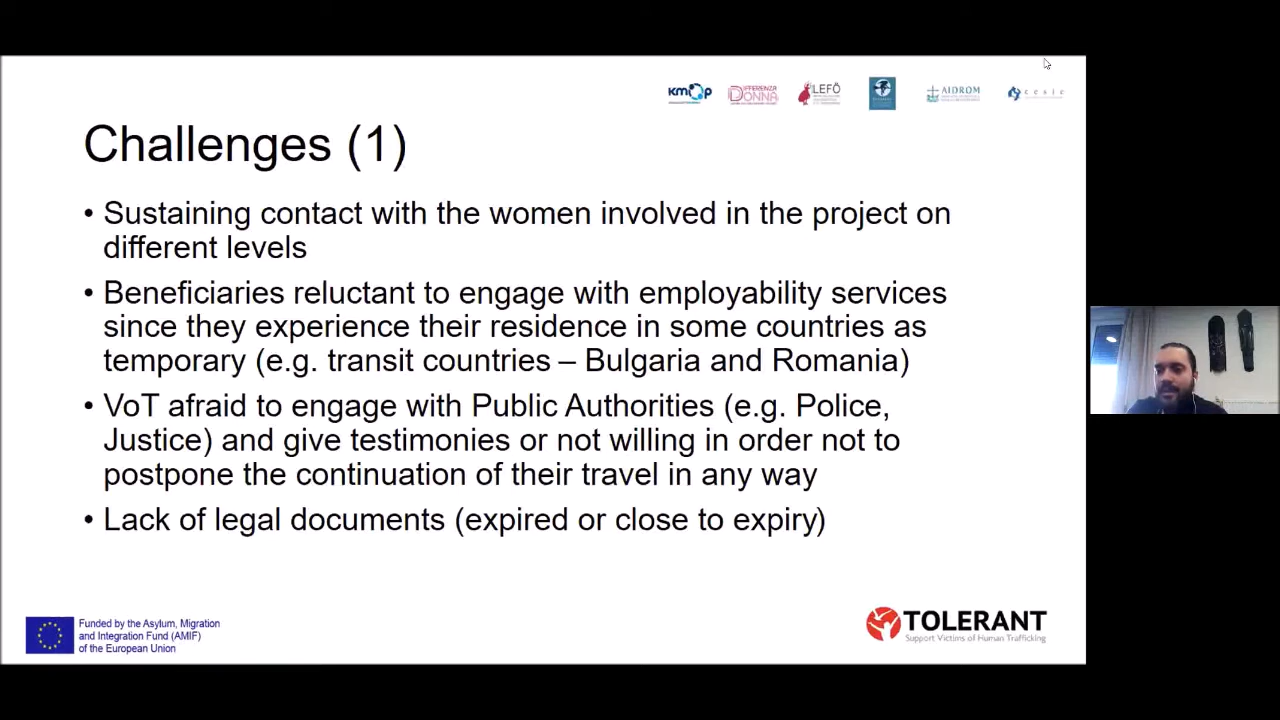 KMOP
DIFFERENZA
DONNA
LEFÖ
AIDROM
cesie
Challenges (1)
• Sustaining contact with the women involved in the project on
different levels
• Beneficiaries reluctant to engage with employability services
since they experience their residence in some countries as
temporary (e.g. transit countries – Bulgaria and Romania)
• VoT afraid to engage with Public Authorities (e.g. Police,
Justice) and give testimonies or not willing in order not to
postpone the continuation of their travel in any way
• Lack of legal documents (expired or close to expiry)
Funded by the Asylum, Migration
and Integration Fund (AMIF)
of the European Union
TOLERANT
Support Victims of Human Trafficking